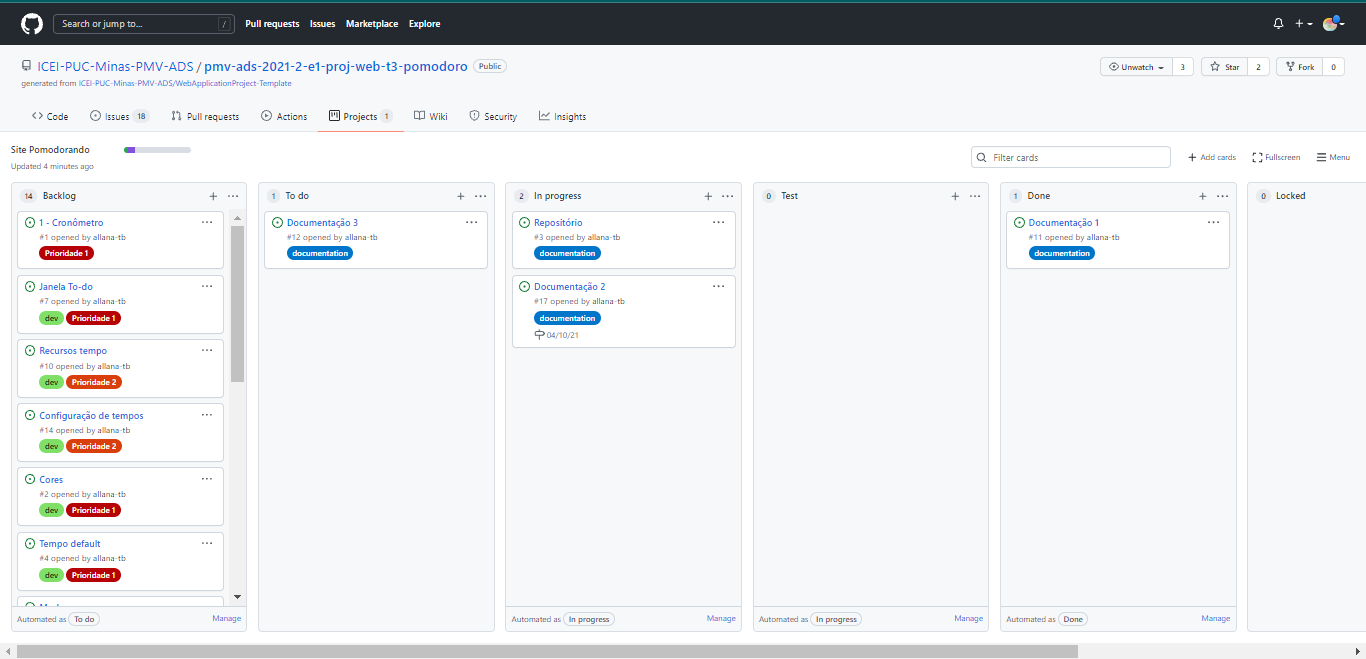 Search or jump to... /
Pull requests Issues Marketplace Explore
ICEI-PUC-Minas-PMV-ADS / pmv-ads-2021-2-e1-proj-web-t3-pomodoro Public
generated from ICEI-PUC-Minas-PMV-ADS/WebApplicationProject-Template
Unwatch 3 Star 2 Fork 0
Code Issues 18 Pull requests Actions Projects 1 Wiki Security Insights
Site Pomodorando
Updated 4 minutes ago
Filter cards
Add cards Fullscreen Menu
14 Backlog
1 - Cronômetro
#1 opened by allana-tb
Prioridade 1
Janela To-do
#7 opened by allana-tb
dev Prioridade 1
Recursos tempo
#10 opened by allana-tb
dev Prioridade 2
Configuração de tempos
#14 opened by allana-tb
dev Prioridade 2
Cores
#2 opened by allana-tb
dev Prioridade 1
Tempo default
#4 opened by allana-tb
dev Prioridade 1
Automated as To do Manage
1 To do
Documentação 3
#12 opened by allana-tb
documentation
2 In progress
Repositório
#3 opened by allana-tb
documentation
Documentação 2
#17 opened by allana-tb
documentation
04/10/21
Automated as In progress Manage
0 Test
Automated as In progress Manage
1 Done
Documentação 1
#11 opened by allana-tb
documentation
Automated as Done Manage
0 Locked